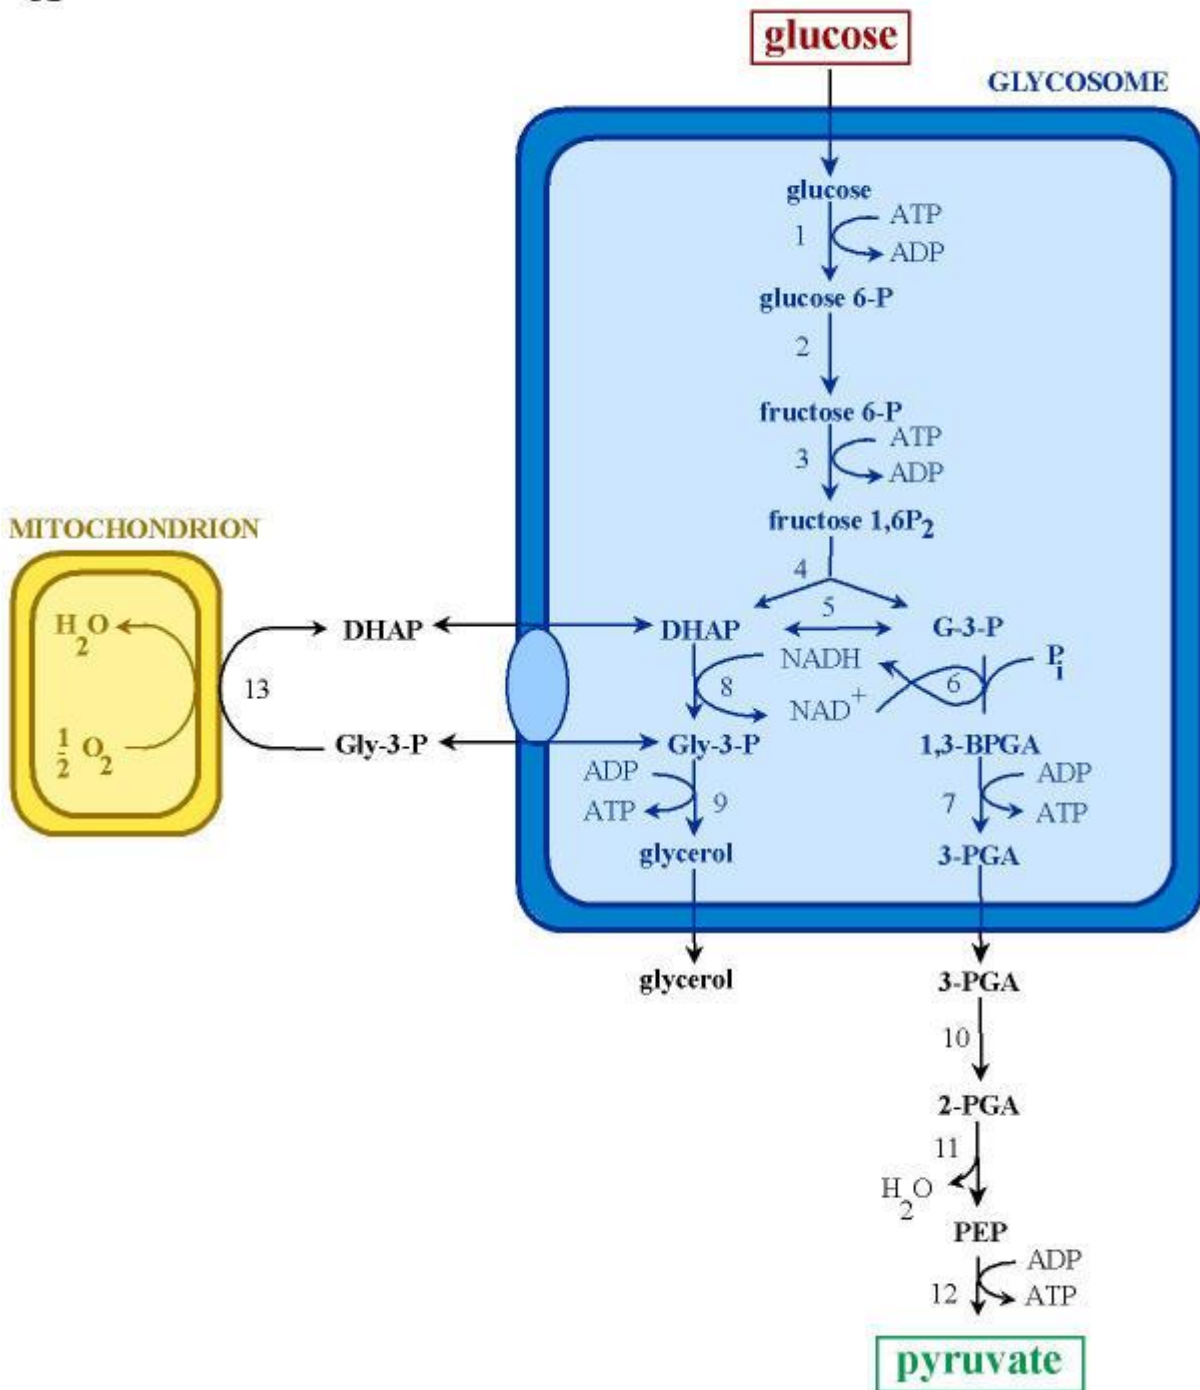 glucose
GLYCOSOME
glucose
1
ATP
ADP
glucose 6-P
2
fructose 6-P
3
ATP
ADP
fructose 1,6P2
4
5
MITOCHONDRION
H2O
1/2 O2
13
DHAP
Gly-3-P
DHAP
G-3-P
NADH
NAD+
8
6
Pi
Gly-3-P
1,3-BPGA
ADP
ATP
9
7
ADP
ATP
glycerol
3-PGA
glycerol
3-PGA
10
2-PGA
11
H2O
PEP
12
ADP
ATP
pyruvate